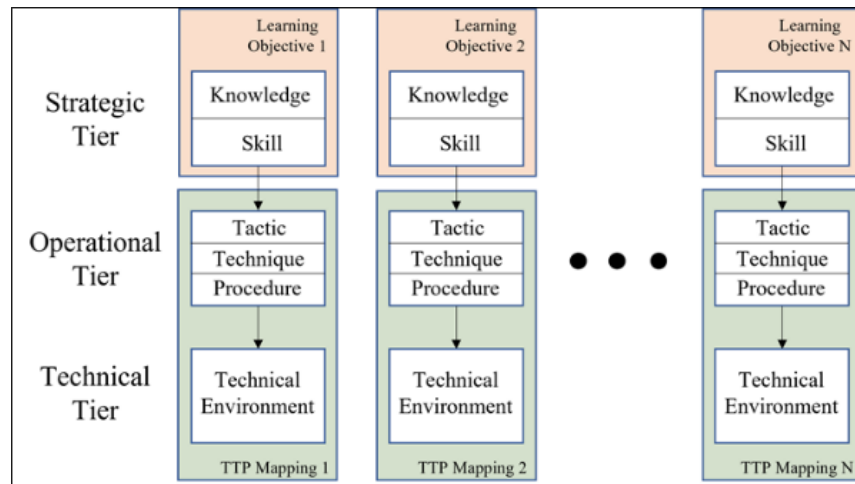 Learning
Objective 1
Learning
Objective 2
Learning
Objective N
Strategic
Tier
Knowledge
Skill
Knowledge
Skill
Knowledge
Skill
Operational
Tier
Tactic
Technique
Procedure
Tactic
Technique
Procedure
Tactic
Technique
Procedure
Technical
Tier
Technical
Environment
Technical
Environment
Technical
Environment
TTP Mapping 1
TTP Mapping 2
TTP Mapping N